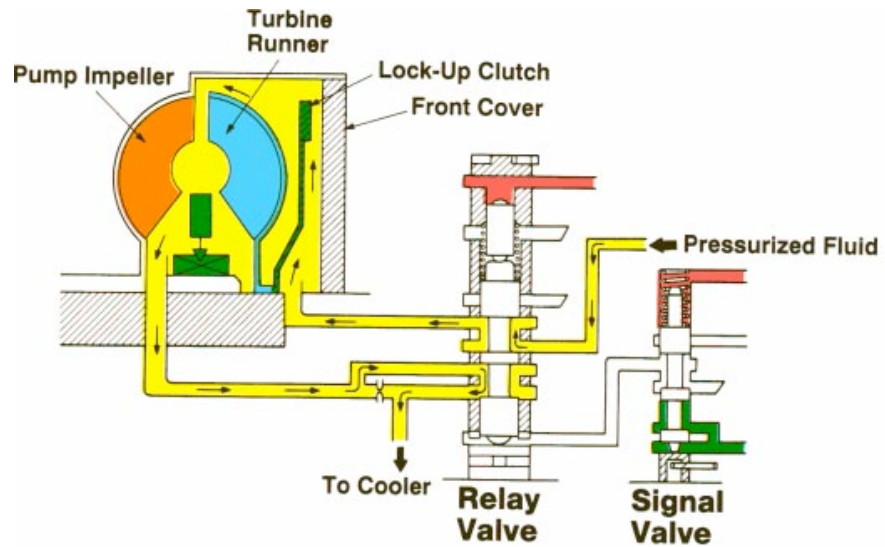 Turbine
Runner
Pump Impeller
Lock-Up Clutch
Front Cover
Pressurized Fluid
To Cooler
Relay
Valve
Signal
Valve